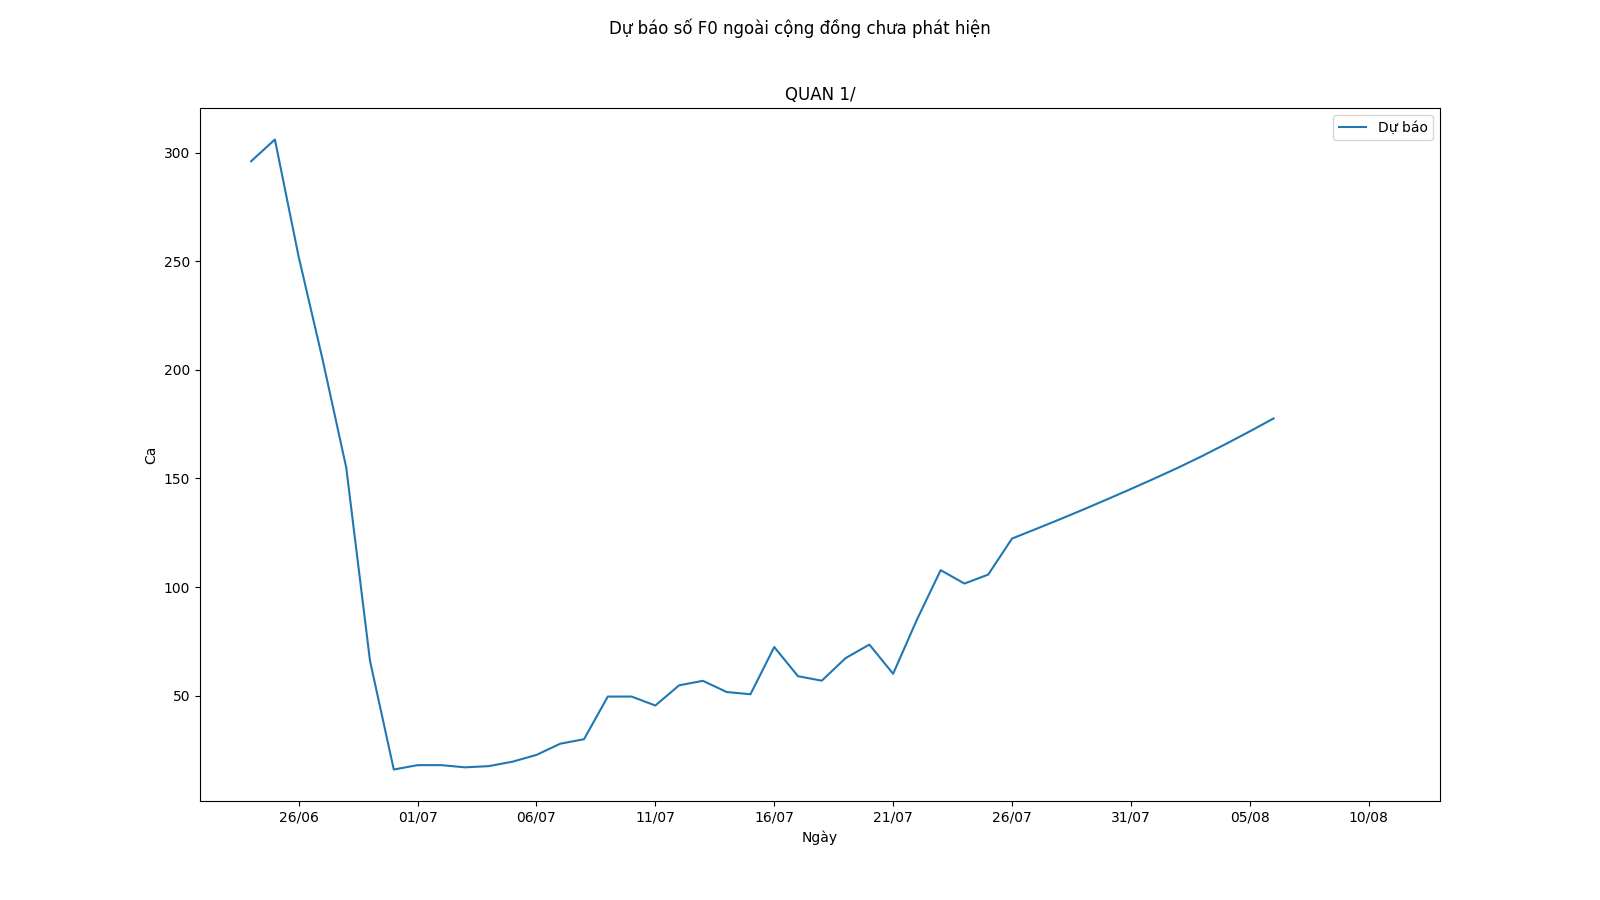 Dự báo số F0 ngoài cộng đồng chưa phát hiện
QUAN 1/
Dự báo
300
250
200
150
100
50
Ca
26/06 01/07 06/07 11/07 16/07 21/07 26/07 31/07 05/08 10/08
Ngày